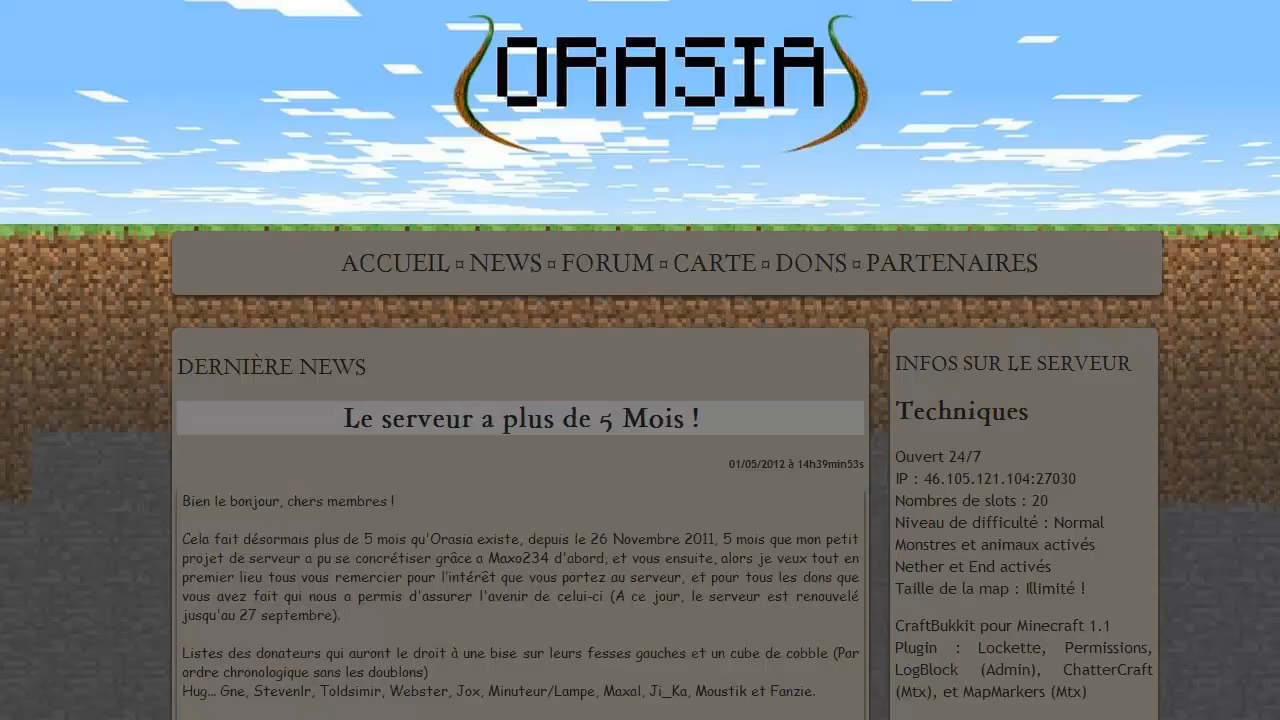 ORASIA
ACCUEIL ¤ NEWS ¤ FORUM ¤ CARTE ¤ DONS ¤ PARTENAIRES
DERNIÈRE NEWS
Le serveur a plus de 5 Mois !
01/05/2012 à 14h39min53s
Bien le bonjour, chers membres !
Cela fait désormais plus de 5 mois qu'Orasia existe, depuis le 26 Novembre 2011, 5 mois que mon petit
projet de serveur a pu se concrétiser grâce a Maxo234 d'abord, et vous ensuite, alors je veux tout en
premier lieu tous vous remercier pour l'intérêt que vous portez au serveur, et pour tous les dons que
vous avez fait qui nous a permis d'assurer l'avenir de celui-ci (A ce jour, le serveur est renouvelé
jusqu'au 27 septembre).
Listes des donateurs qui auront le droit à une bise sur leurs fesses gauches et un cube de cobble (Par
ordre chronologique sans les doublons)
Hug... Gne, Stevenlr, Toldsimir, Webster, Jox, Minuteur/Lampe, Maxal, Ji_Ka, Moustik et Fanzie.
INFOS SUR LE SERVEUR
Techniques
Ouvert 24/7
IP : 46.105.121.104:27030
Nombres de slots : 20
Niveau de difficulté : Normal
Monstres et animaux activés
Nether et End activés
Taille de la map : Illimité !
CraftBukkit pour Minecraft 1.1
Plugin : Lockette, Permissions,
LogBlock (Admin), ChatterCraft
(Mtx), et MapMarkers (Mtx)